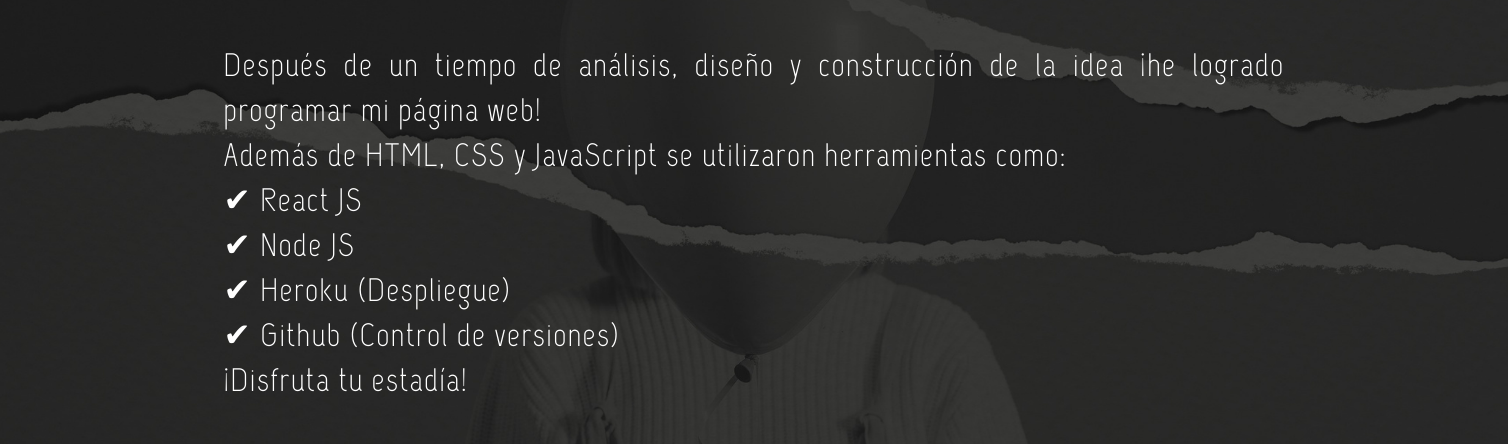 Después de un tiempo de análisis, diseño y construcción de la idea ¡he logrado
programar mi página web!
Además de HTML, CSS y JavaScript se utilizaron herramientas como:
✔ React JS
✔ Node JS
✔ Heroku (Despliegue)
✔ Github (Control de versiones)
¡Disfruta tu estadía!